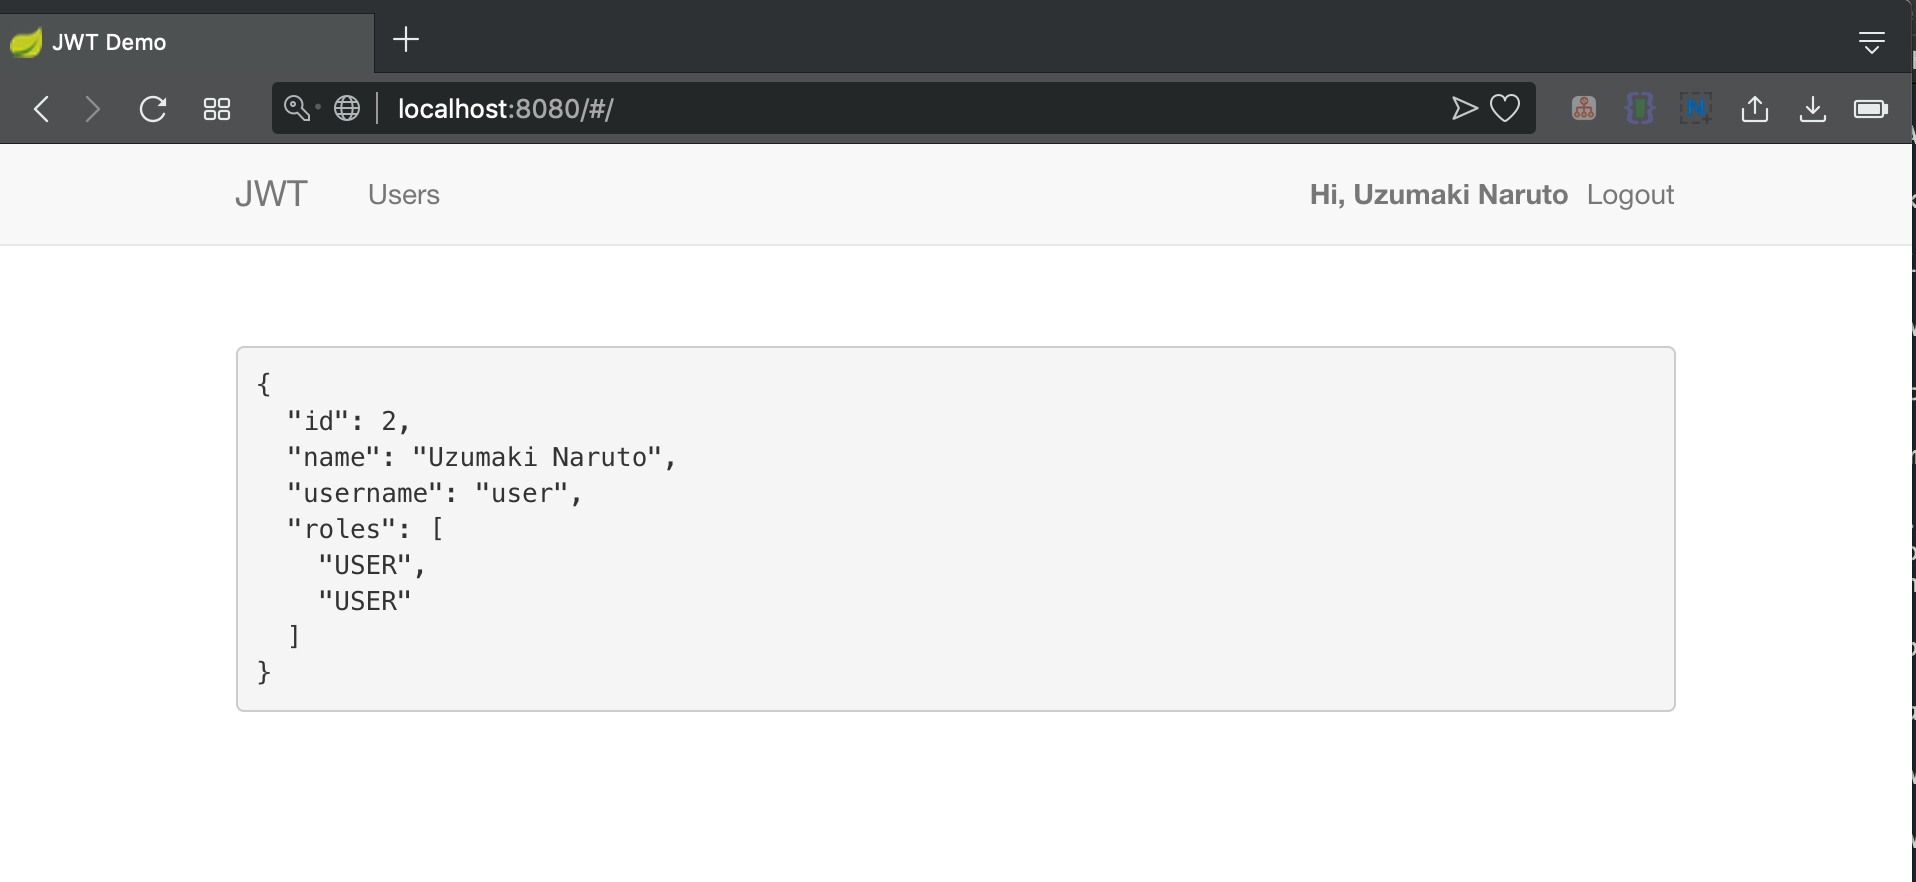 JWT Demo
localhost:8080/#/
JWT Users Hi, Uzumaki Naruto Logout
{
  "id": 2,
  "name": "Uzumaki Naruto",
  "username": "user",
  "roles": [
    "USER",
    "USER"
  ]
}